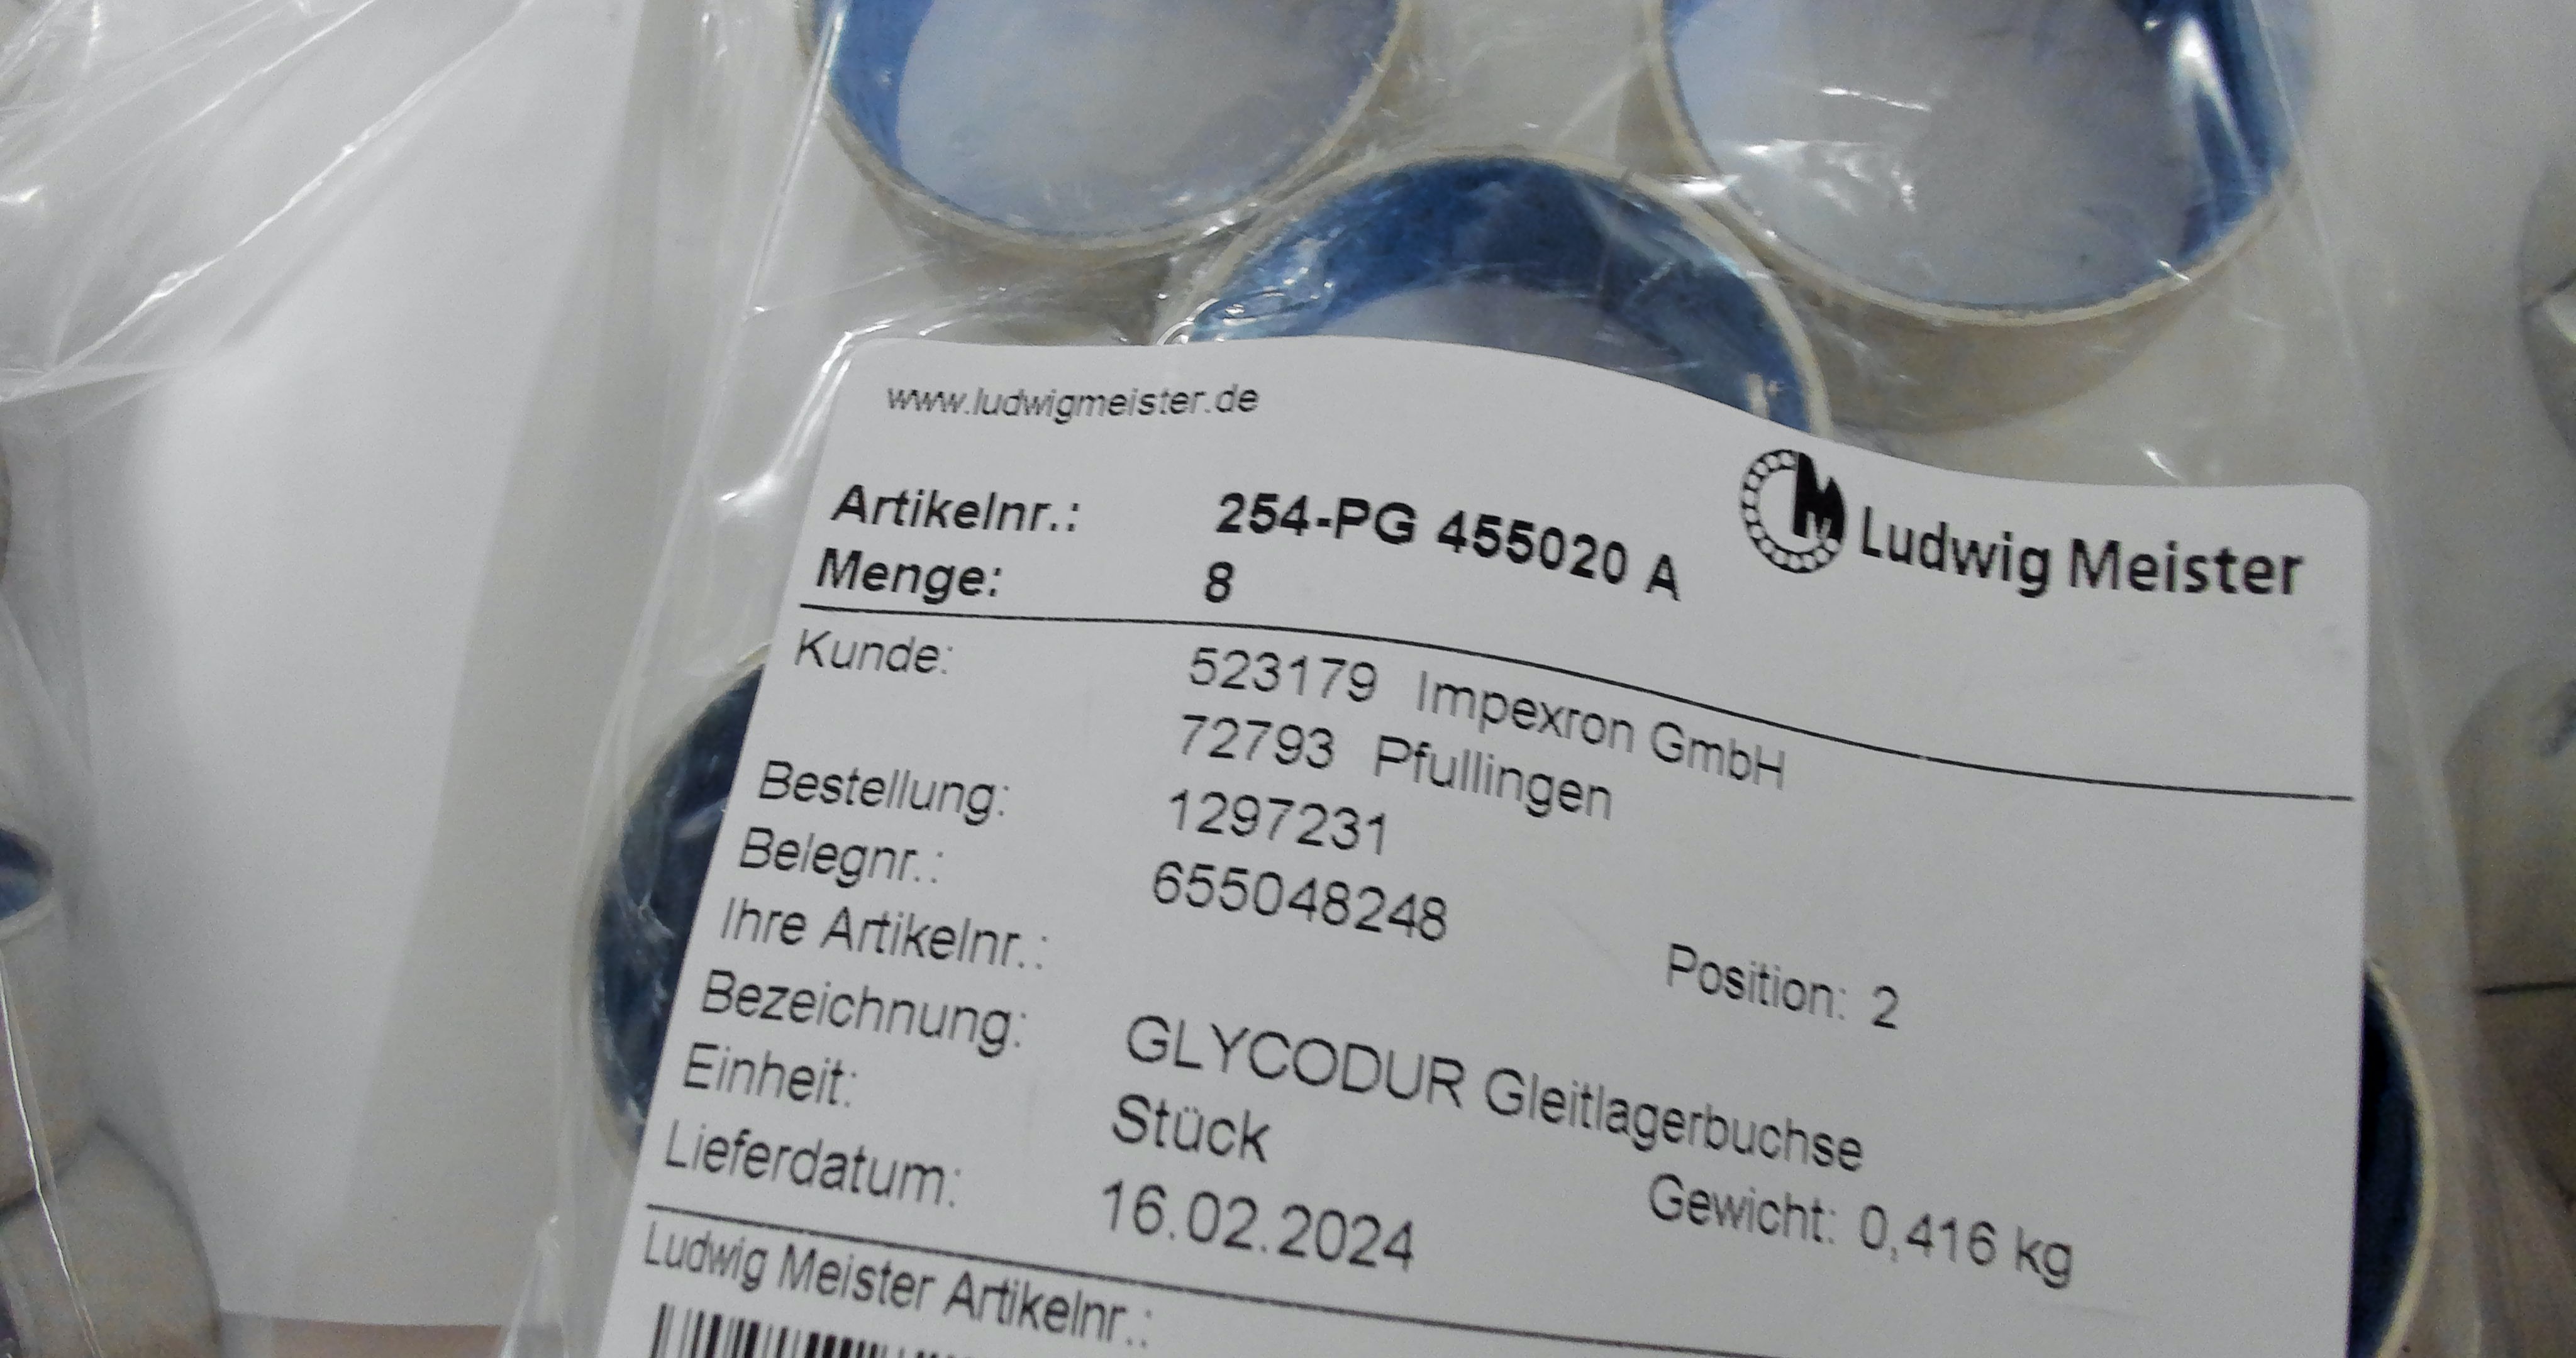 www.ludwigmeister.de
Ludwig Meister
Artikelnr.: 254-PG 455020 A
Menge: 8
Kunde: 523179 Impexron GmbH
72793 Pfullingen
Bestellung: 1297231
Belegnr.: 655048248 Position: 2
Ihre Artikelnr.:
Bezeichnung: GLYCODUR Gleitlagerbuchse
Einheit: Stück Gewicht: 0,416 kg
Lieferdatum: 16.02.2024
Ludwig Meister Artikelnr.: